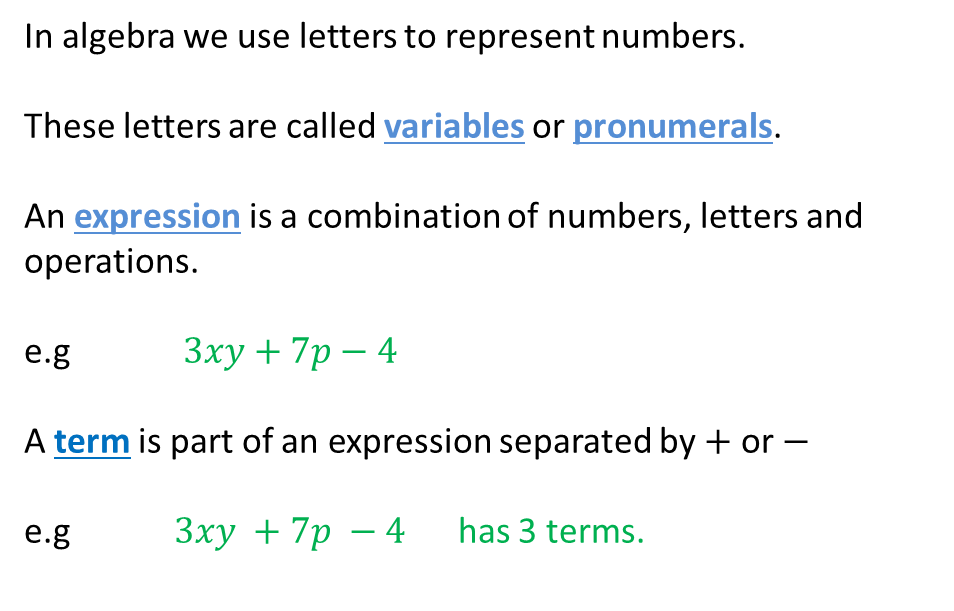 In algebra we use letters to represent numbers.
These letters are called variables or pronumerals.
An expression is a combination of numbers, letters and
operations.
e.g 3𝑥𝑦 + 7𝑝 − 4
A term is part of an expression separated by + or −
e.g 3𝑥𝑦 + 7𝑝 − 4 has 3 terms.